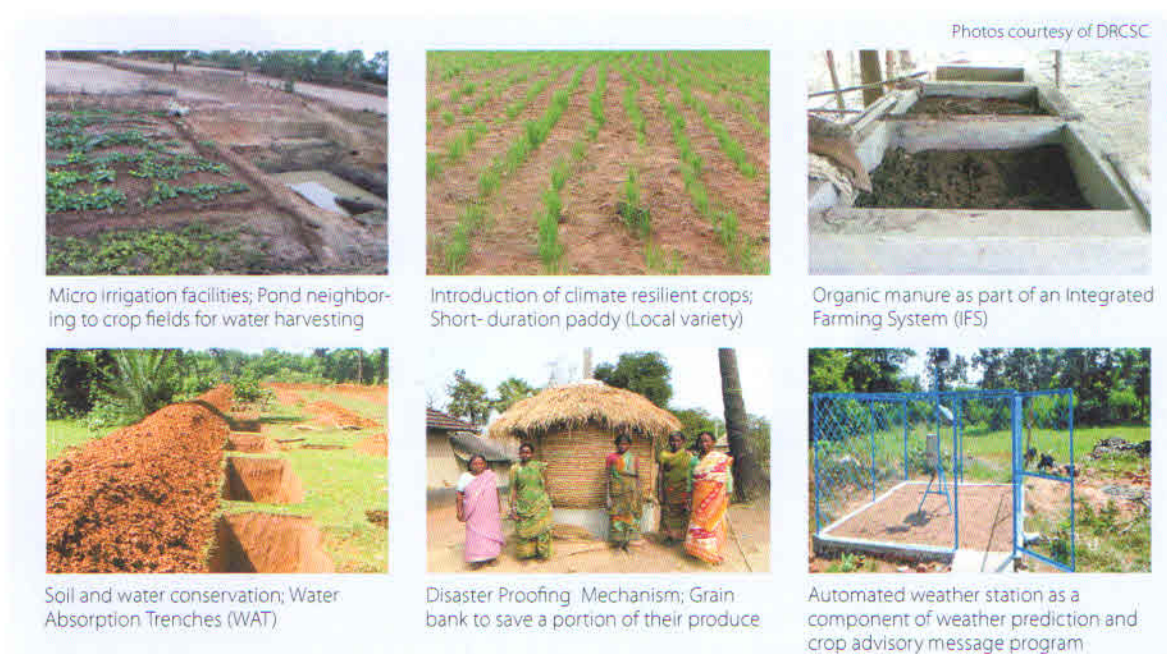 Photos courtesy of DRCSC
Micro irrigation facilities; Pond neighbor-
ing to crop fields for water harvesting
Introduction of climate resilient crops;
Short- duration paddy (Local variety)
Organic manure as part of an Integrated
Farming System (IFS)
Soil and water conservation; Water
Absorption Trenches (WAT)
Disaster Proofing Mechanism; Grain
bank to save a portion of their produce
Automated weather station as a
component of weather prediction and
crop advisory message program